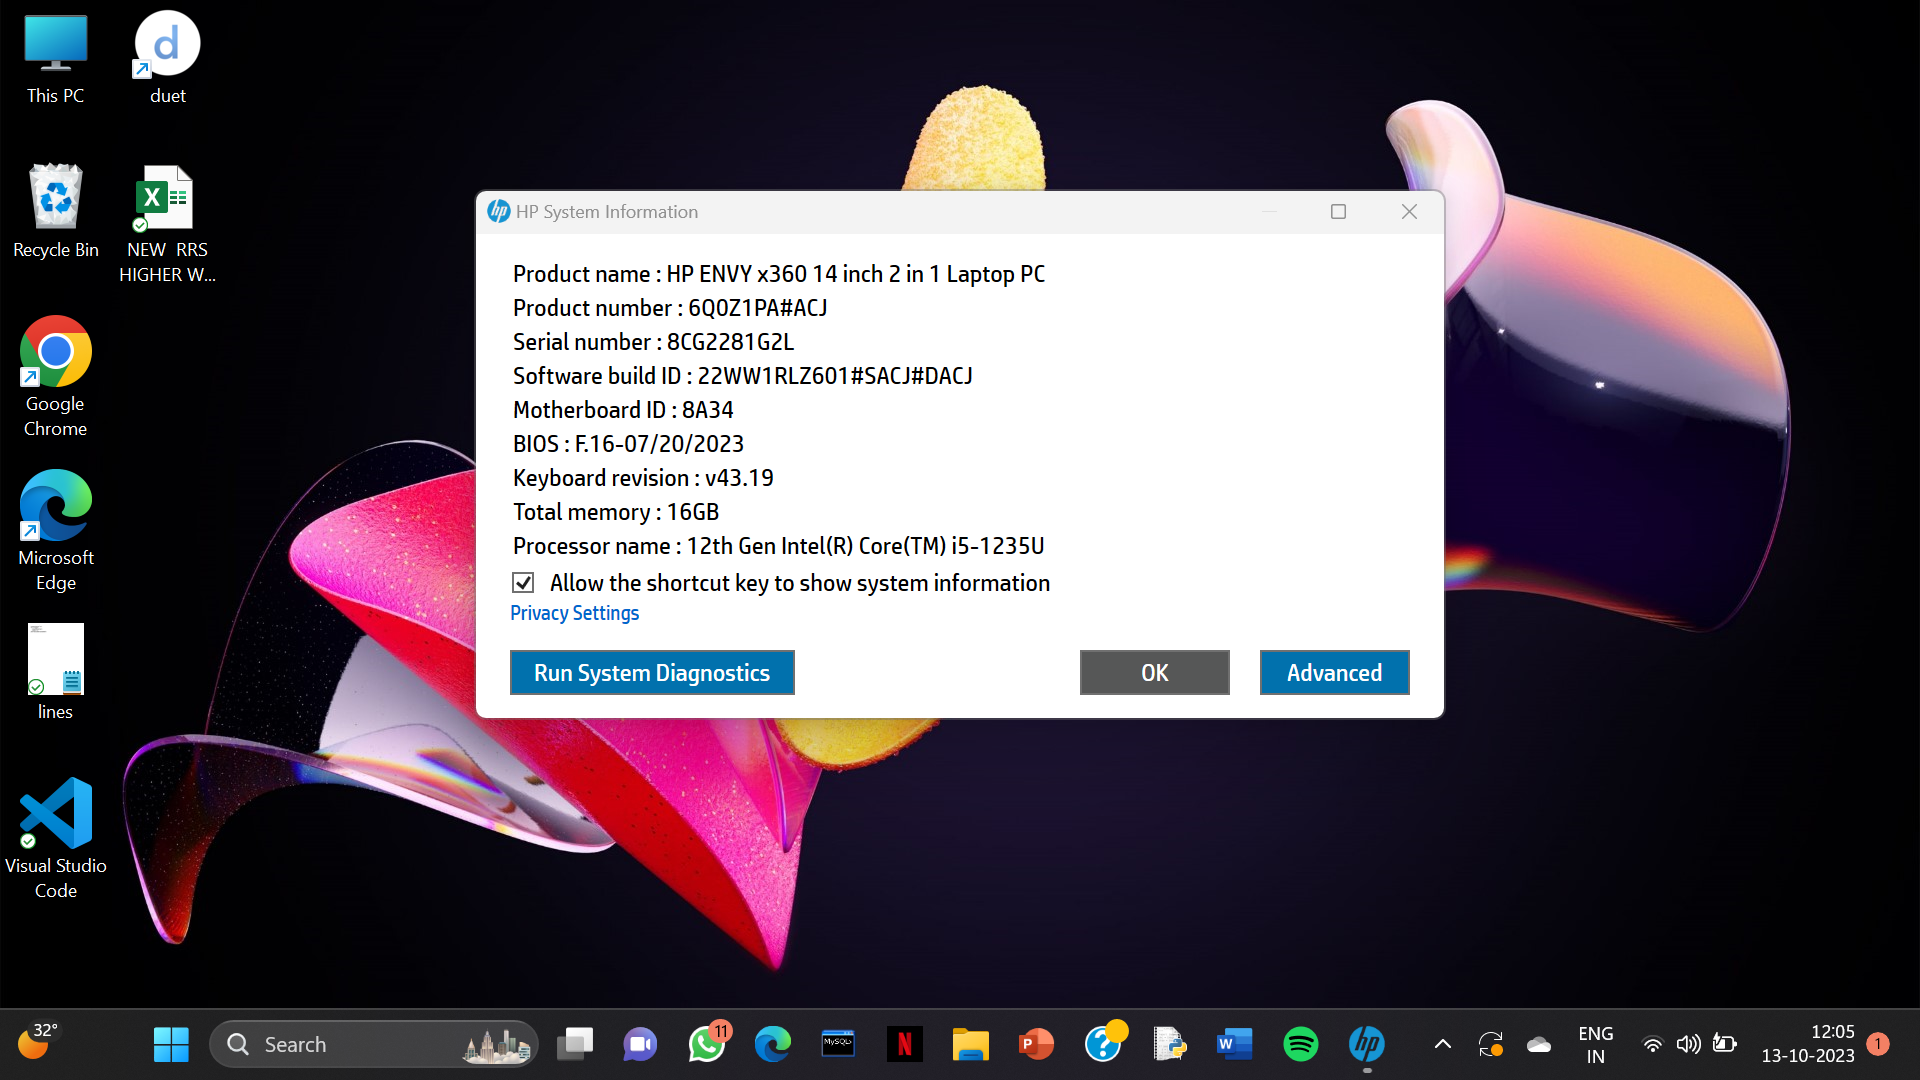 This PC
duet
Recycle Bin
NEW RRS
HIGHER W...
Google
Chrome
Microsoft
Edge
lines
Visual Studio
Code
HP System Information
Product name : HP ENVY x360 14 inch 2 in 1 Laptop PC
Product number : 6Q0Z1PA#ACJ
Serial number : 8CG2281G2L
Software build ID : 22WW1RLZ601#SACJ#DACJ
Motherboard ID : 8A34
BIOS : F.16-07/20/2023
Keyboard revision : v43.19
Total memory : 16GB
Processor name : 12th Gen Intel(R) Core(TM) i5-1235U
Allow the shortcut key to show system information
Privacy Settings
Run System Diagnostics
OK
Advanced
32°
Search
11
MySQL>
ENG
IN
12:05
13-10-2023
1